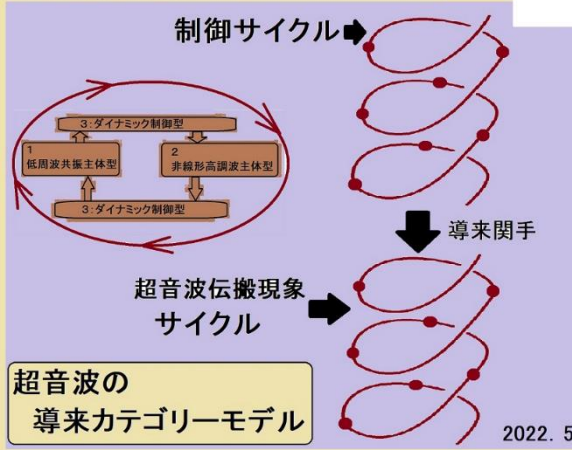 制御サイクル
3:ダイナミック制御型
1
低周波共振主体型
2
非線形高調波主体型
3:ダイナミック制御型
導来関手
超音波伝搬現象
サイクル
超音波の
導来カテゴリーモデル
2022. 5